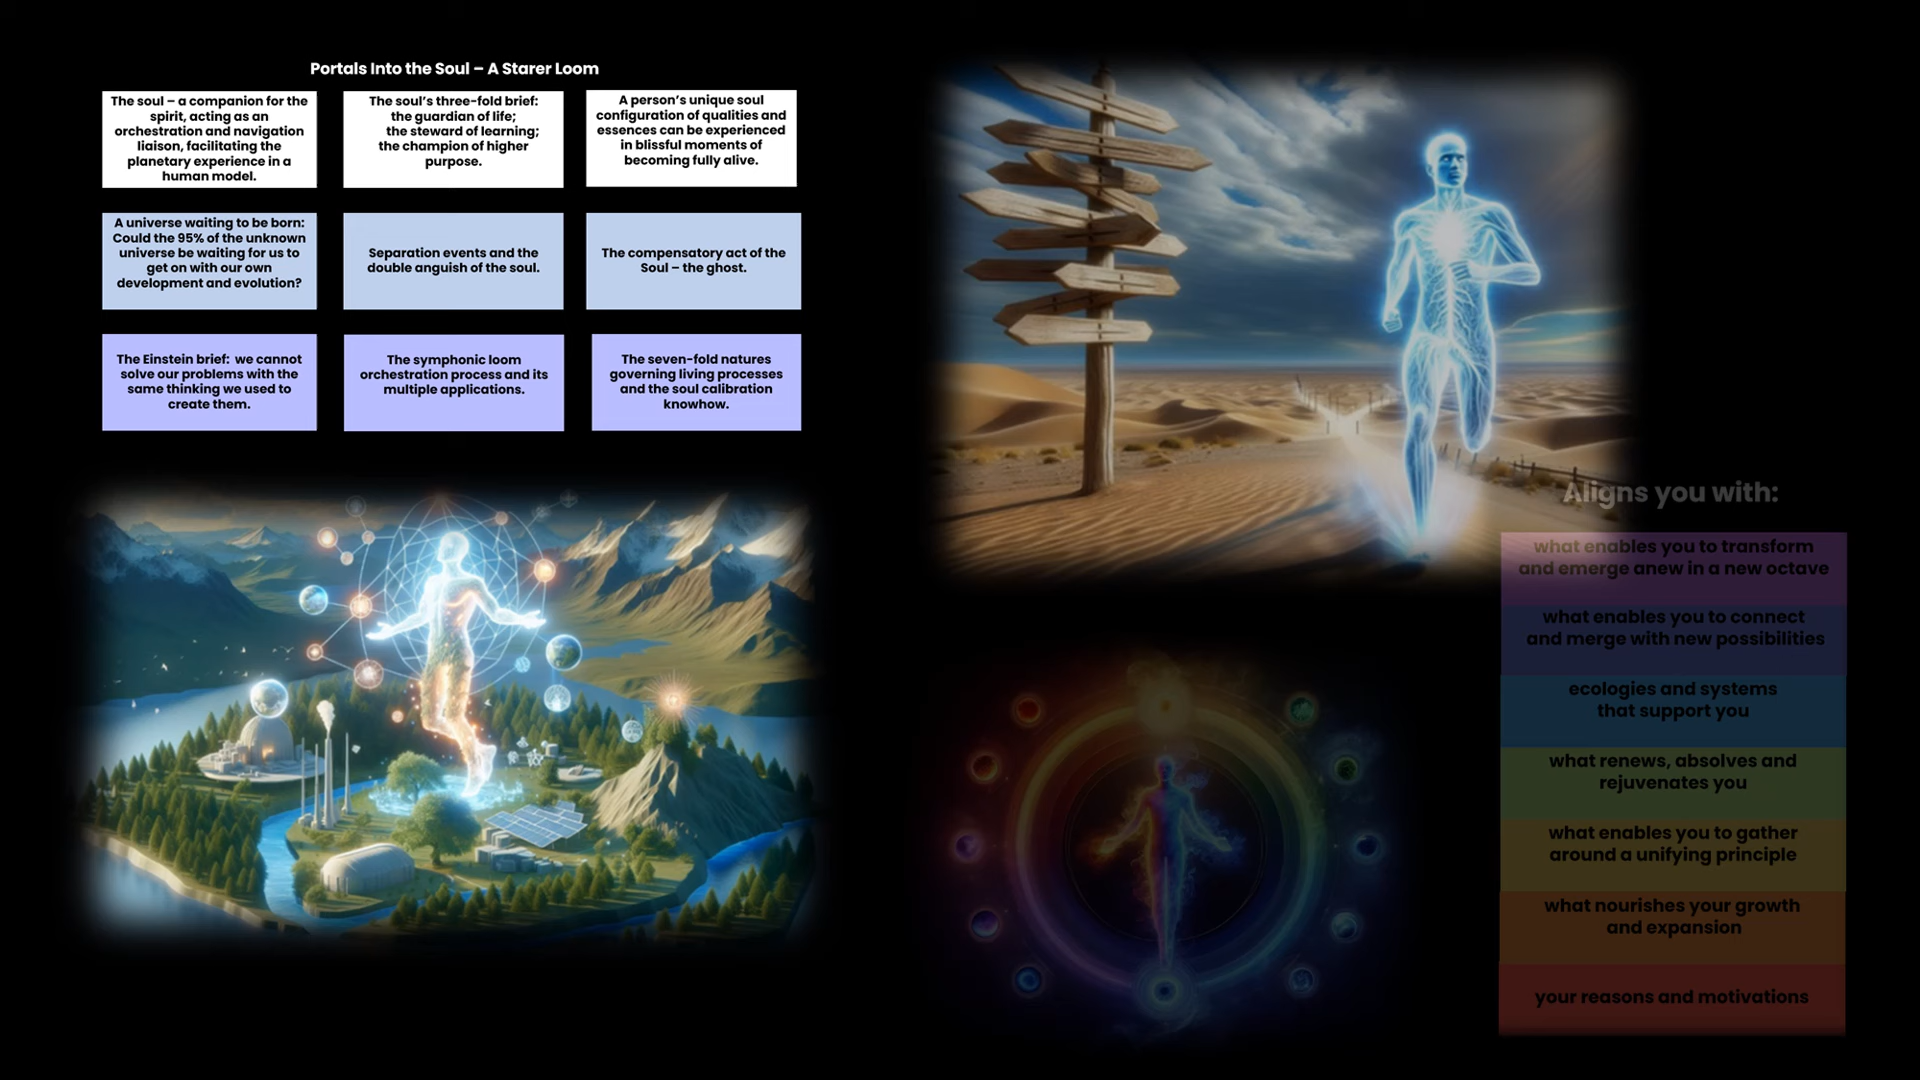 Portals Into the Soul – A Starer Loom
The soul – a companion for the
spirit, acting as an
orchestration and navigation
liaison, facilitating the
planetary experience in a
human model.
The soul's three-fold brief:
the guardian of life;
the steward of learning;
the champion of higher
purpose.
A person's unique soul
configuration of qualities and
essences can be experienced
in blissful moments of
becoming fully alive.
A universe waiting to be born:
Could the 95% of the unknown
universe be waiting for us to
get on with our own
development and evolution?
Separation events and the
double anguish of the soul.
The compensatory act of the
Soul – the ghost.
The Einstein brief: we cannot
solve our problems with the
same thinking we used to
create them.
The symphonic loom
orchestration process and its
multiple applications.
The seven-fold natures
governing living processes
and the soul calibration
knowhow.
Aligns you with:
what enables you to transform
and emerge anew in a new octave
what enables you to connect
and merge with new possibilities
ecologies and systems
that support you
what renews, absolves and
rejuvenates you
what enables you to gather
around a unifying principle
what nourishes your growth
and expansion
your reasons and motivations